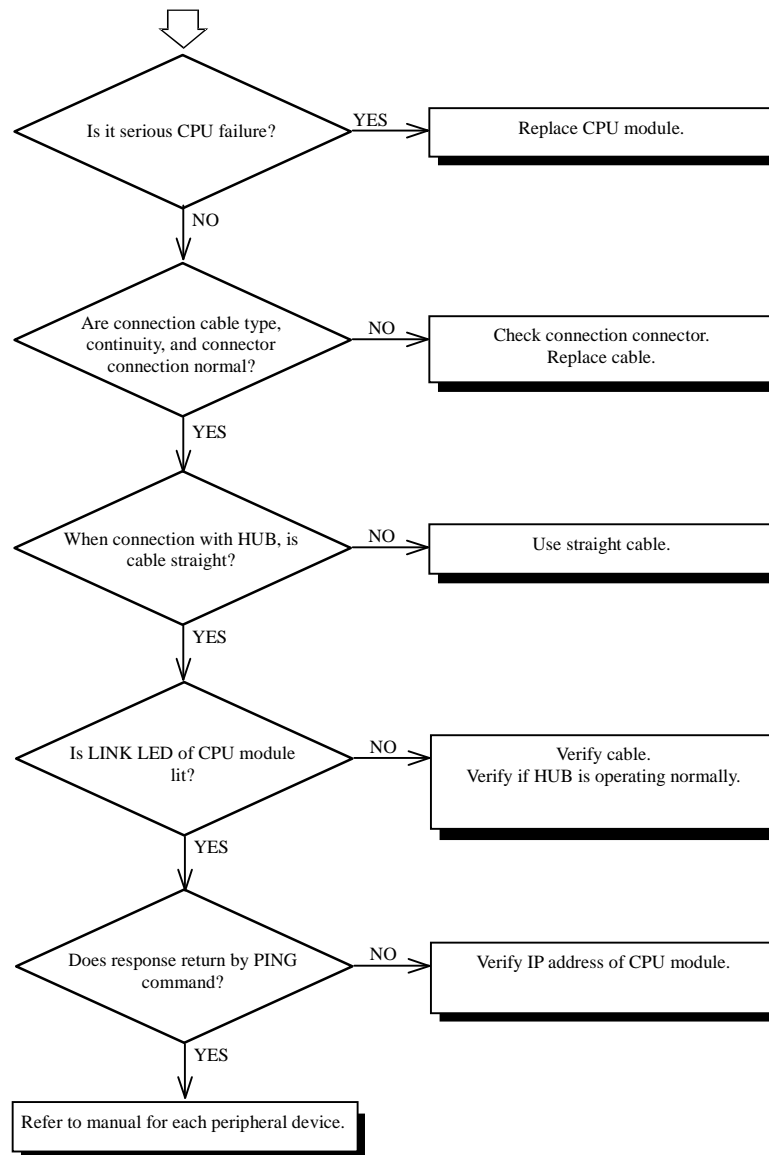 Is it serious CPU failure?
YES
Replace CPU module.
NO
Are connection cable type,
continuity, and connector
connection normal?
NO
Check connection connector.
Replace cable.
YES
When connection with HUB, is
cable straight?
NO
Use straight cable.
YES
Is LINK LED of CPU module
lit?
NO
Verify cable.
Verify if HUB is operating normally.
YES
Does response return by PING
command?
NO
Verify IP address of CPU module.
YES
Refer to manual for each peripheral device.